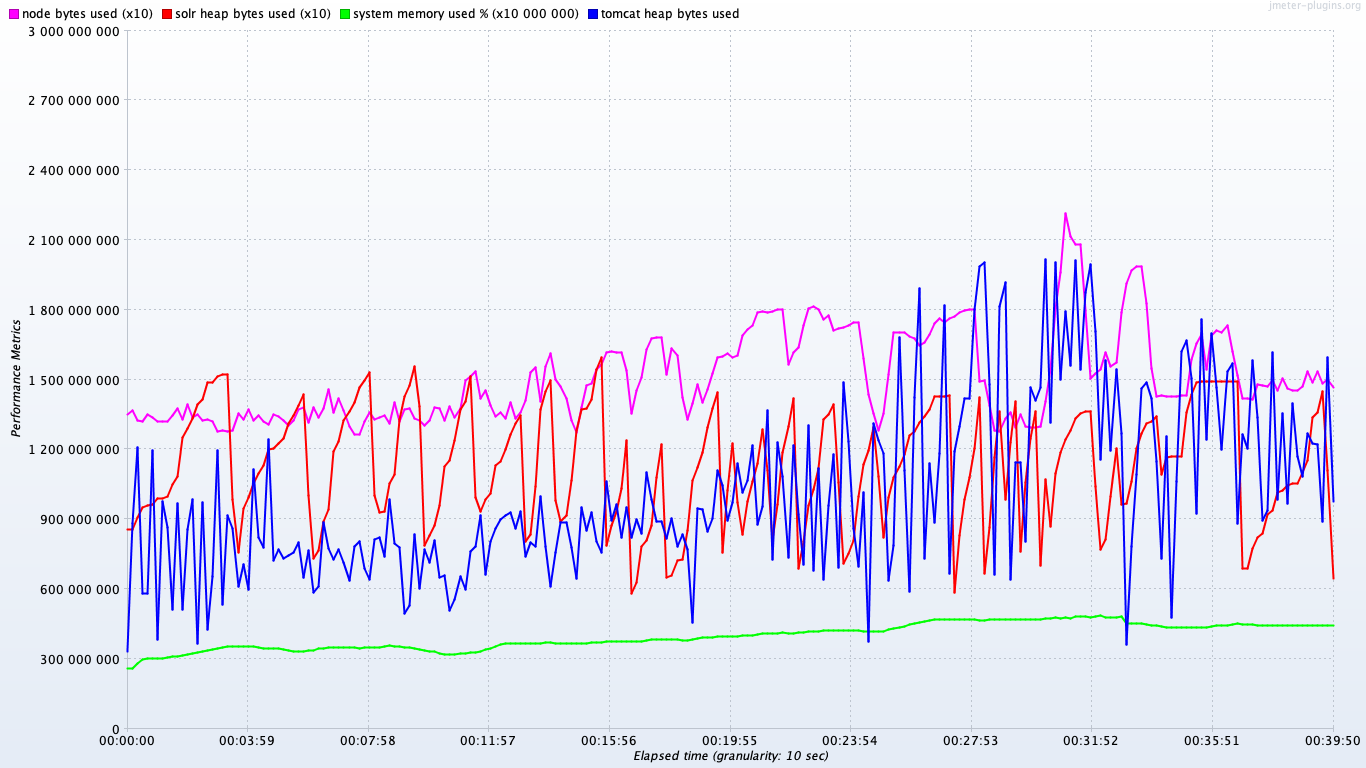 jmeter-plugins.org
node bytes used (x10) solr heap bytes used (x10) system memory used % (x10 000 000) tomcat heap bytes used
3 000 000 000
2 700 000 000
2 400 000 000
2 100 000 000
1 800 000 000
1 500 000 000
1 200 000 000
900 000 000
600 000 000
300 000 000
0
Performance Metrics
00:00:00 00:03:59 00:07:58 00:11:57 00:15:56 00:19:55 00:23:54 00:27:53 00:31:52 00:35:51 00:39:50
Elapsed time (granularity: 10 sec)